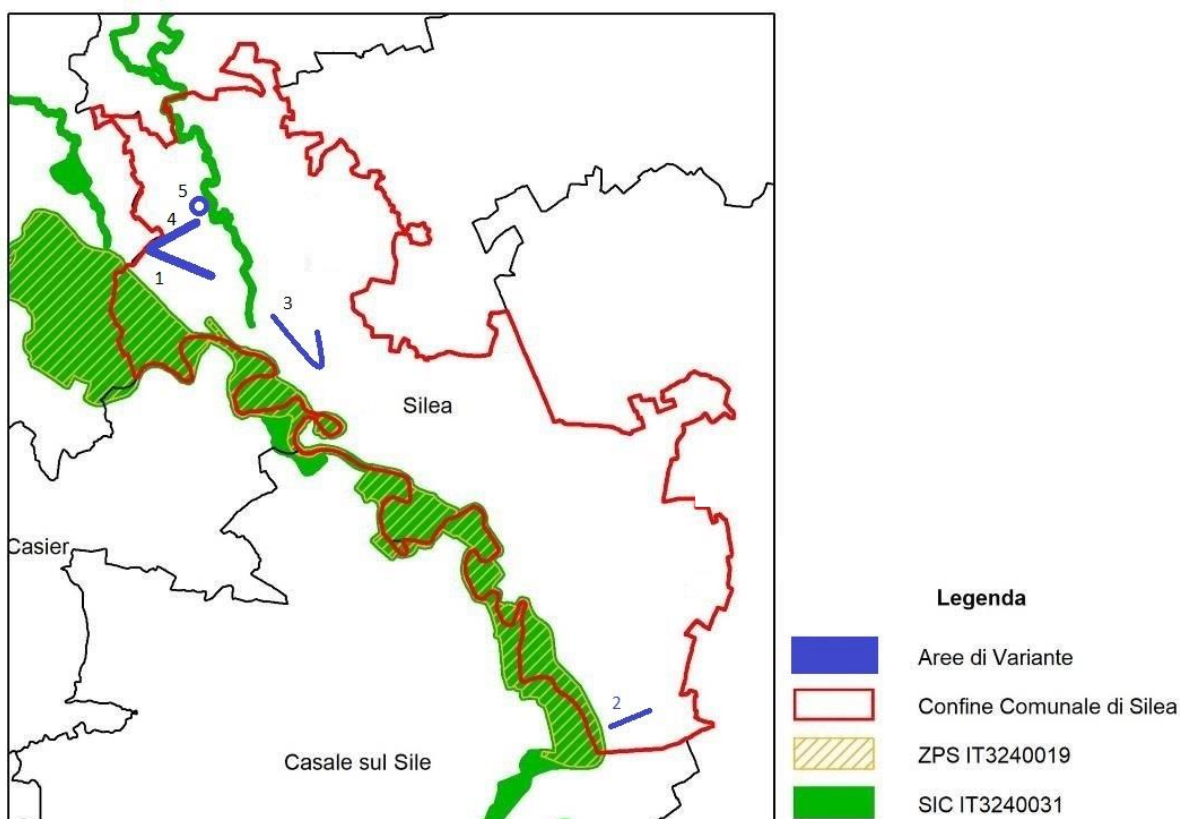 5
4
1
3
Silea
Casier
2
Casale sul Sile
Legenda
Aree di Variante
Confine Comunale di Silea
ZPS IT3240019
SIC IT3240031